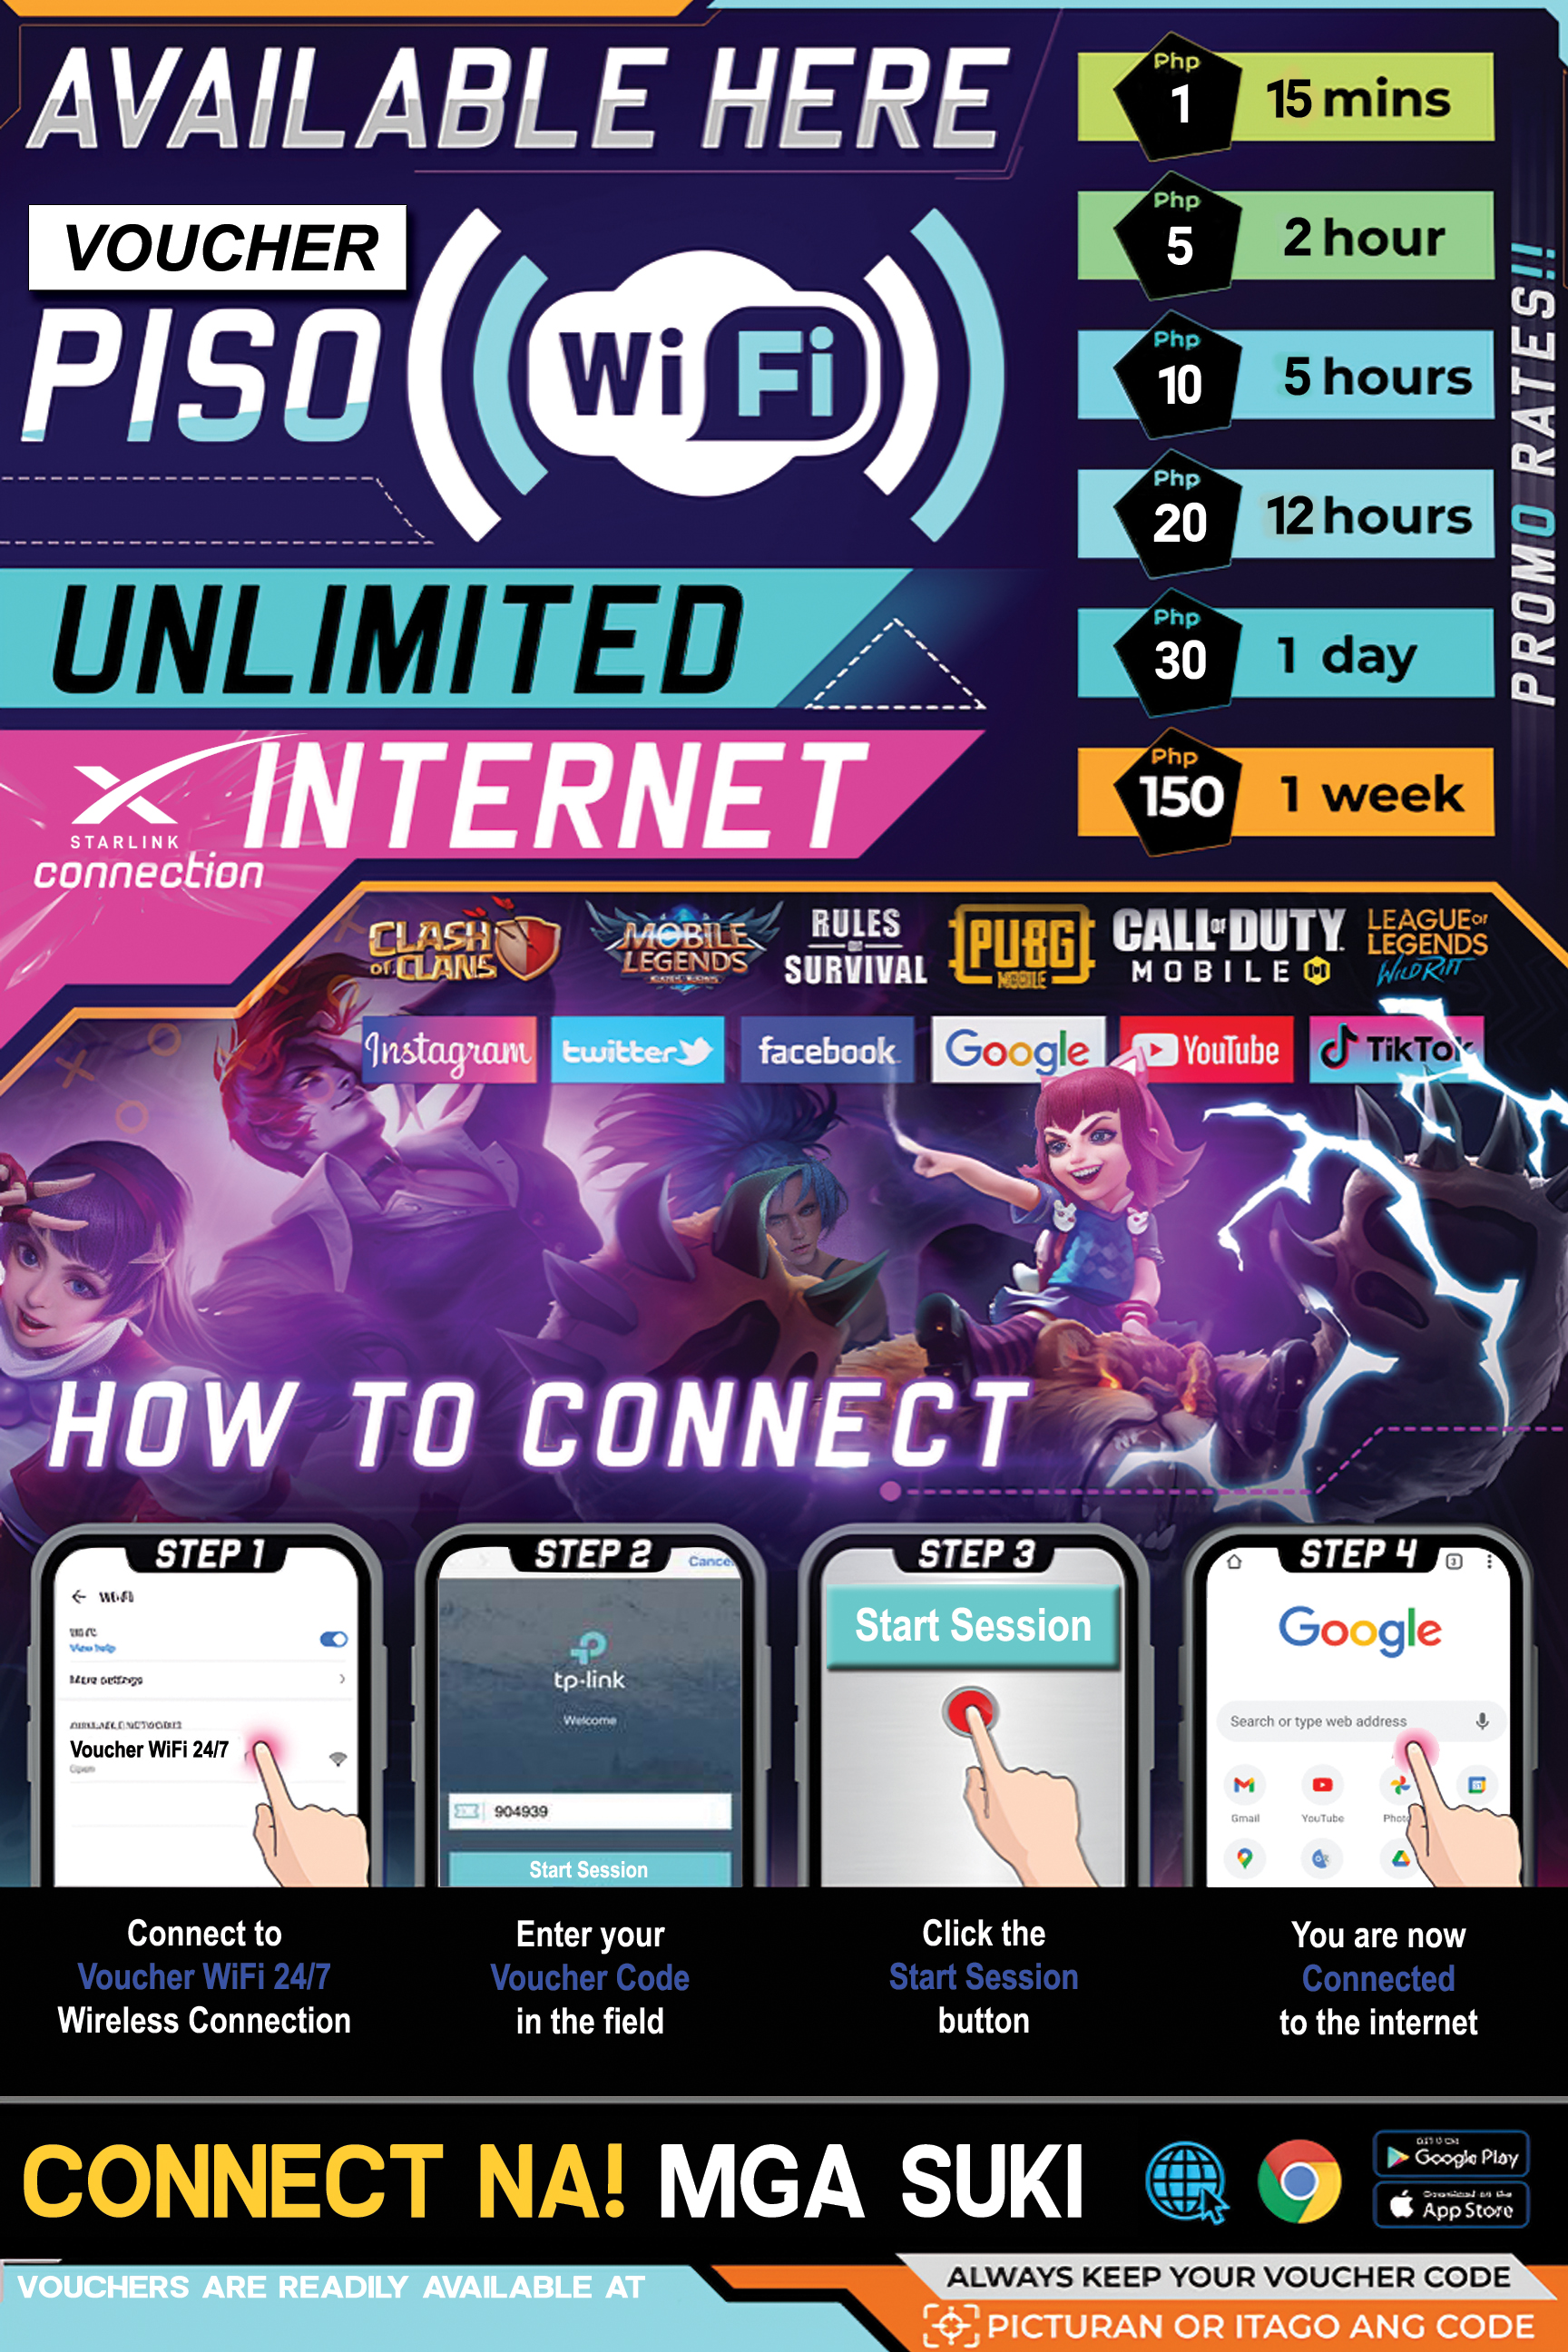 AVAILABLE HERE
VOUCHER
PISO
Wi Fi
UNLIMITED
INTERNET
STARLINK
connection
Php 1 15 mins
Php 5 2 hour
Php 10 5 hours
Php 20 12 hours
Php 30 1 day
Php 150 1 week
PROMO RATES!!
CLASH OF CLANS
MOBILE LEGENDS
RULES OF SURVIVAL
PUBG MOBILE
CALL OF DUTY MOBILE
LEAGUE OF LEGENDS WILD RIFT
Instagram
twitter
facebook
Google
YouTube
TikTok
HOW TO CONNECT
STEP 1
View help
More settings
Voucher WiFi 24/7
Open
Connect to
Voucher WiFi 24/7
Wireless Connection
STEP 2
Cancel
tp-link
Welcome
904939
Start Session
Enter your
Voucher Code
in the field
STEP 3
Start Session
Click the
Start Session
button
STEP 4
3
Google
Search or type web address
Gmail
YouTube
You are now
Connected
to the internet
CONNECT NA! MGA SUKI
GET IT ON
Google Play
Download on the
App Store
VOUCHERS ARE READILY AVAILABLE AT
ALWAYS KEEP YOUR VOUCHER CODE
PICTURAN OR ITAGO ANG CODE